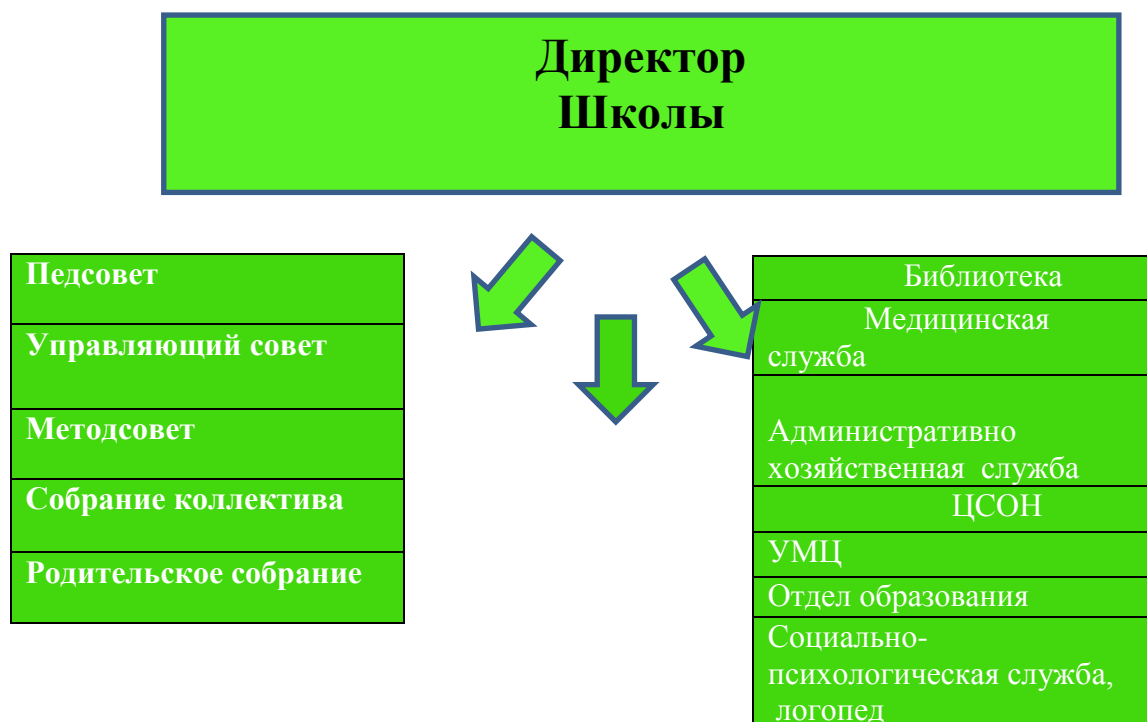 Директор
Школы
Педсовет
Управляющий совет
Методсовет
Собрание коллектива
Родительское собрание
Библиотека
Медицинская
служба
Административно
хозяйственная служба
ЦСОН
УМЦ
Отдел образования
Социально-
психологическая служба,
логопед